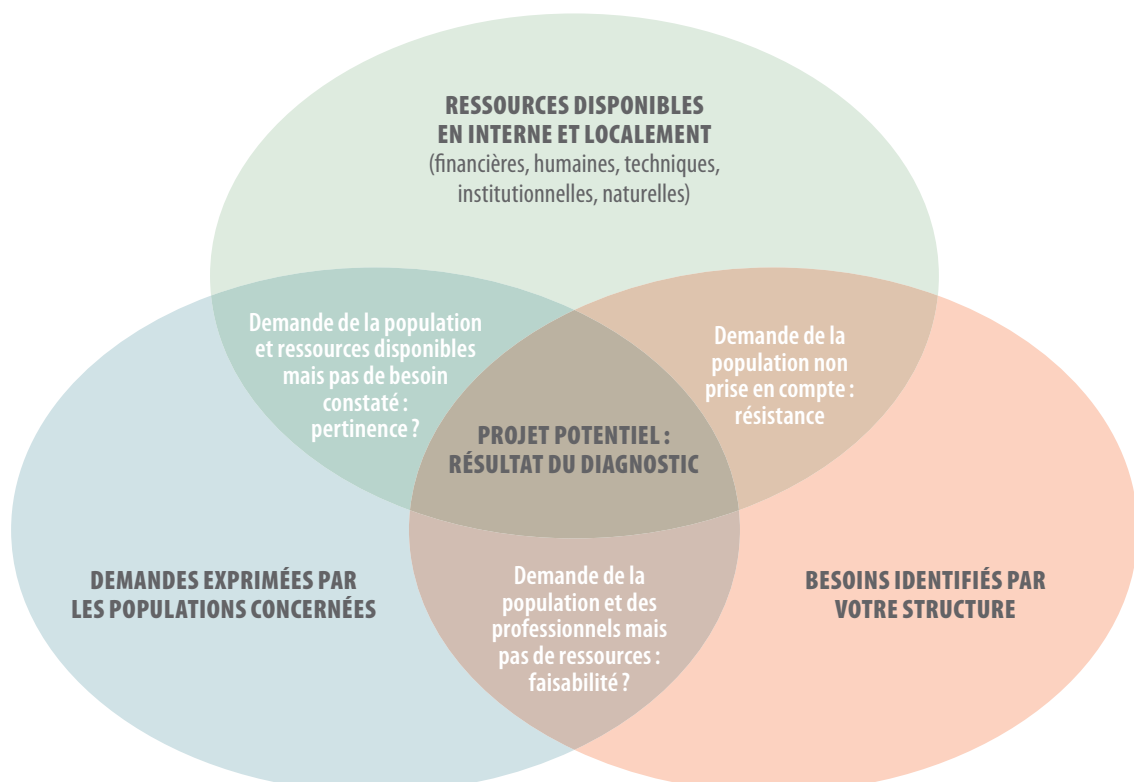 RESSOURCES DISPONIBLES
EN INTERNE ET LOCALEMENT
(financières, humaines, techniques,
institutionnelles, naturelles)
Demande de la population
et ressources disponibles
mais pas de besoin
constaté :
pertinence ?
Demande de la
population non
prise en compte :
résistance
PROJET POTENTIEL :
RÉSULTAT DU DIAGNOSTIC
DEMANDES EXPRIMÉES PAR
LES POPULATIONS CONCERNÉES
Demande de la
population et des
professionnels mais
pas de ressources :
faisabilité ?
BESOINS IDENTIFIÉS PAR
VOTRE STRUCTURE